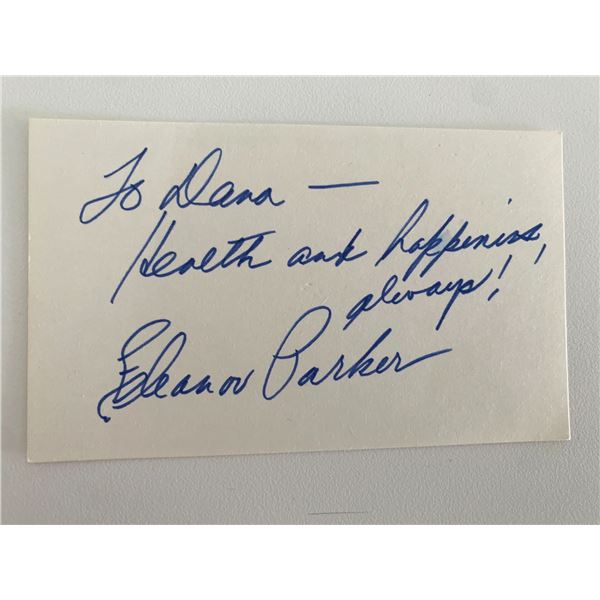 To Dana —
Health and happiness,
always!!
Eleanor Parker